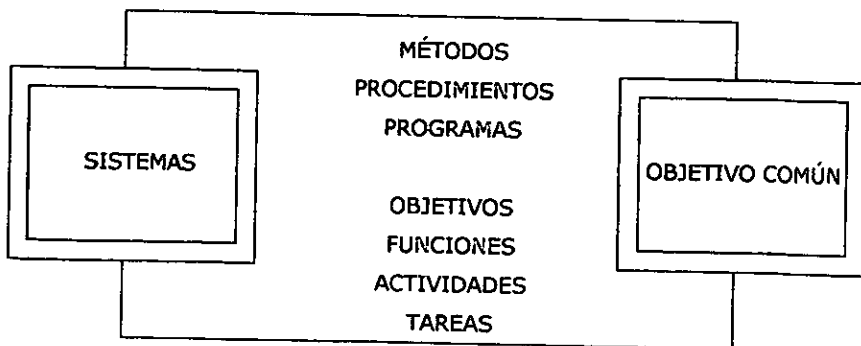 MÉTODOS
PROCEDIMIENTOS
PROGRAMAS
SISTEMAS
OBJETIVO COMÚN
OBJETIVOS
FUNCIONES
ACTIVIDADES
TAREAS